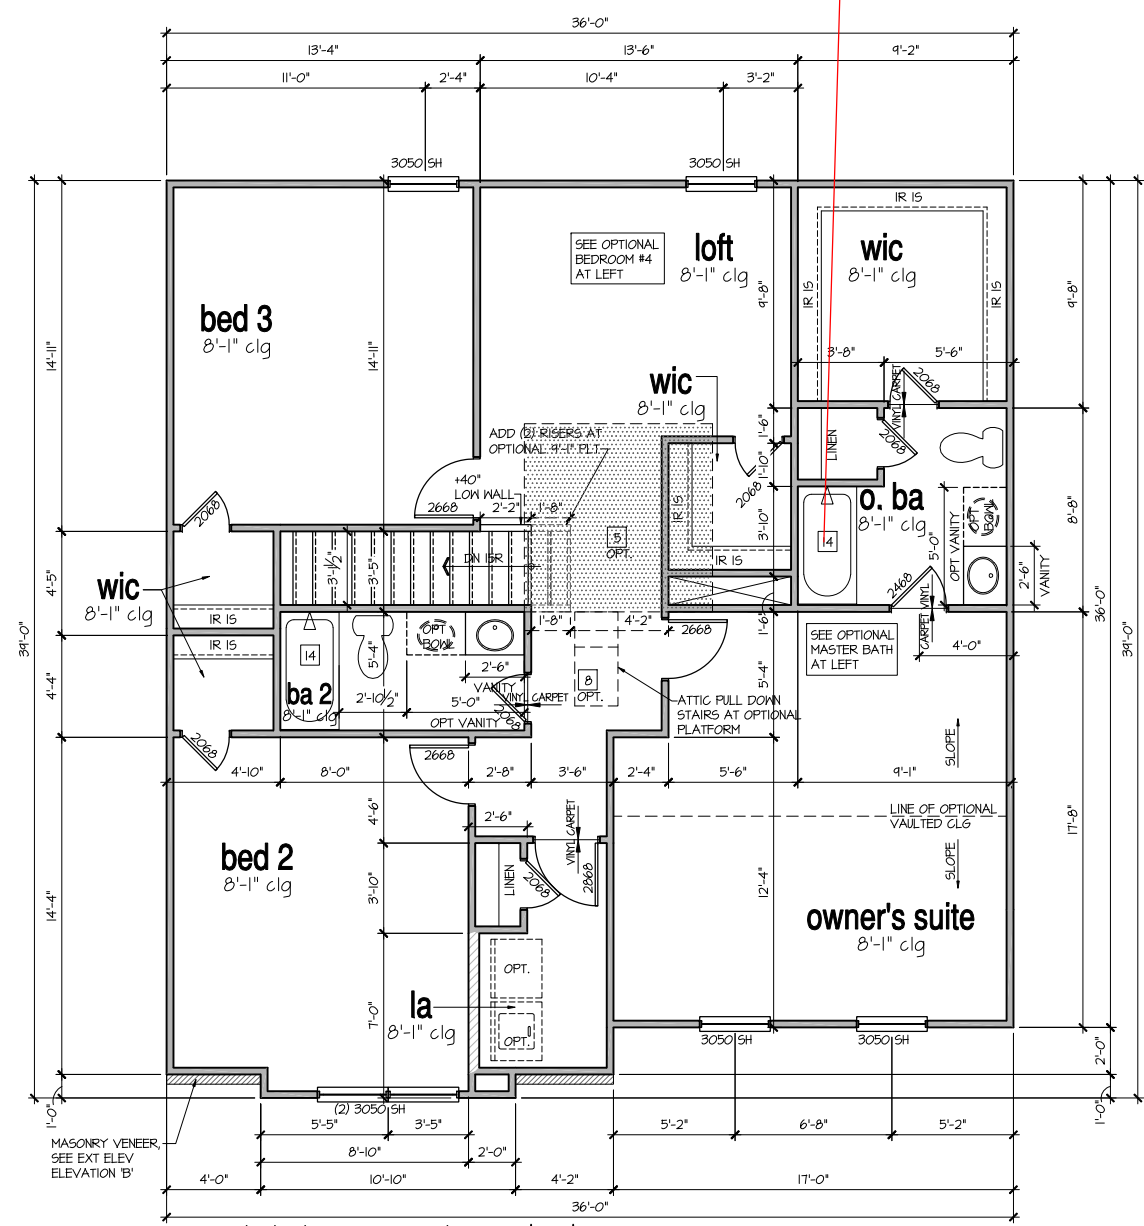 36'-0"
13'-4"
13'-6"
9'-2"
11'-0"
2'-4"
10'-4"
3'-2"
3050 SH
3050 SH
IR IS
SEE OPTIONAL
BEDROOM #4
AT LEFT
loft
8'-1" clg
wic
8'-1" clg
IR IS
IR IS
9'-8"
9'-8"
bed 3
8'-1" clg
14'-11"
14'-11"
3'-8"
5'-6"
wic
8'-1" clg
VINYL CARPET
2068
ADD (2) RISERS AT
OPTIONAL 9'-1" PLT.
1'-6"
LINEN
2068
1'-10"
+40"
LOW WALL
2668
2'-2"
1'-8"
2068
2068
IR IS
3'-10"
o. ba
8'-1" clg
OPT
BOWL
8'-8"
5
OPT.
14
5'-0"
OPT VANITY
DN 15R
3'-1/2"
3'-5"
IR IS
4'-5"
wic
8'-1" clg
2468
2'-6"
VANITY
36'-0"
39'-0"
39'-0"
IR IS
1'-8"
4'-2"
2668
1'-6"
CARPET VINYL
IR IS
14
OPT
BOWL
5'-4"
SEE OPTIONAL
MASTER BATH
AT LEFT
4'-0"
4'-4"
2'-6"
VANITY
8
OPT.
5'-4"
ba 2
8'-1" clg
2'-10 1/2"
5'-0"
VINYL CARPET
2068
OPT VANITY
ATTIC PULL DOWN
STAIRS AT OPTIONAL
PLATFORM
2068
2668
SLOPE
4'-10"
8'-0"
2'-8"
3'-6"
2'-4"
5'-6"
9'-1"
4'-6"
2'-6"
VINYL CARPET
LINE OF OPTIONAL
VAULTED CLG
17'-8"
bed 2
8'-1" clg
SLOPE
LINEN
2068
2868
12'-4"
3'-10"
14'-4"
owner's suite
8'-1" clg
OPT.
la
8'-1" clg
7'-0"
OPT.
3050 SH
3050 SH
2'-0"
(2) 3050 SH
1'-0"
1'-0"
MASONRY VENEER,
SEE EXT ELEV
ELEVATION 'B'
5'-5"
3'-5"
5'-2"
6'-8"
5'-2"
8'-10"
2'-0"
4'-0"
10'-10"
4'-2"
17'-0"
36'-0"